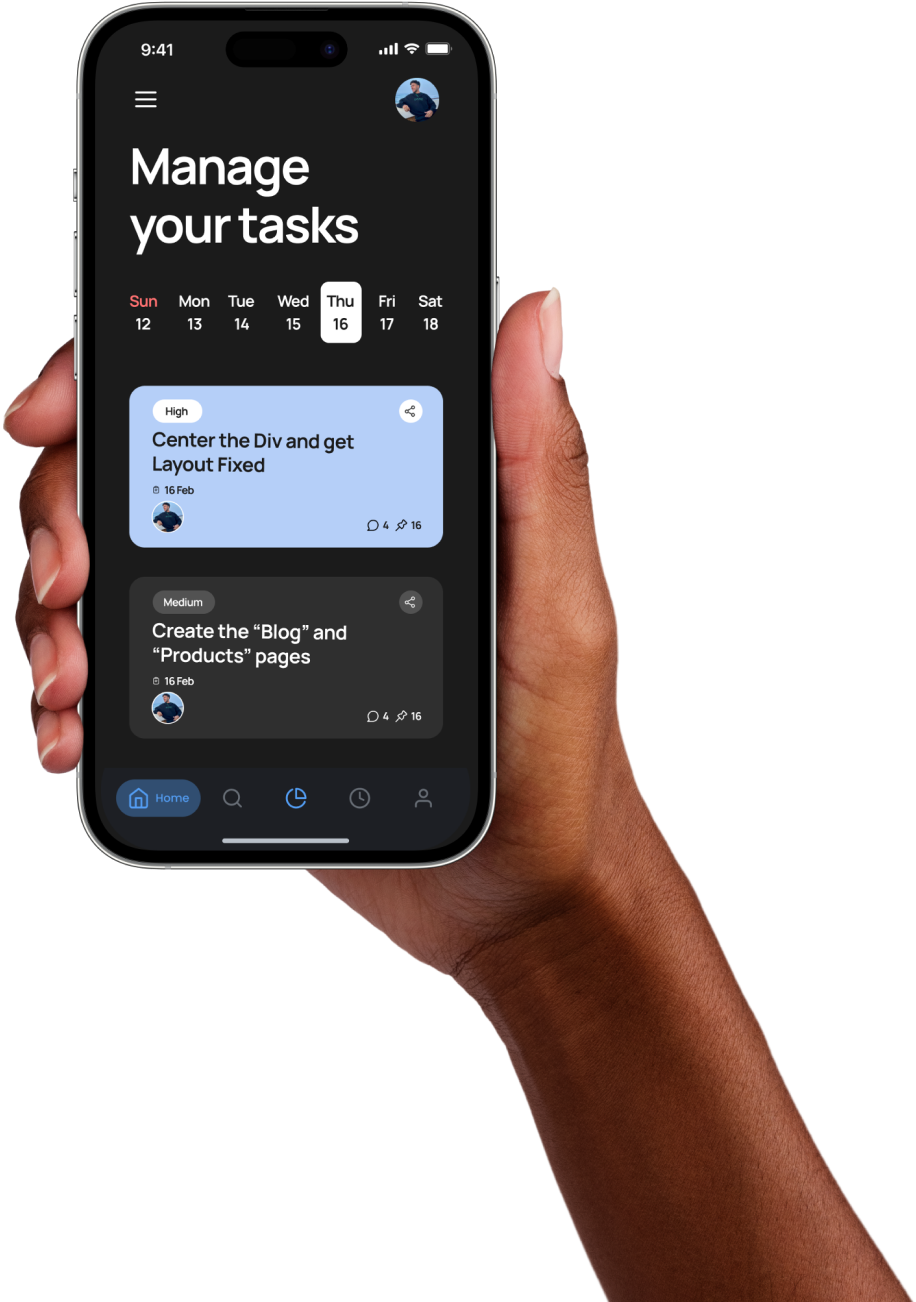 9:41
Manage
your tasks
Sun Mon Tue Wed Thu Fri Sat
12 13 14 15 16 17 18
High
Center the Div and get
Layout Fixed
16 Feb
4 16
Medium
Create the “Blog” and
“Products” pages
16 Feb
4 16
Home